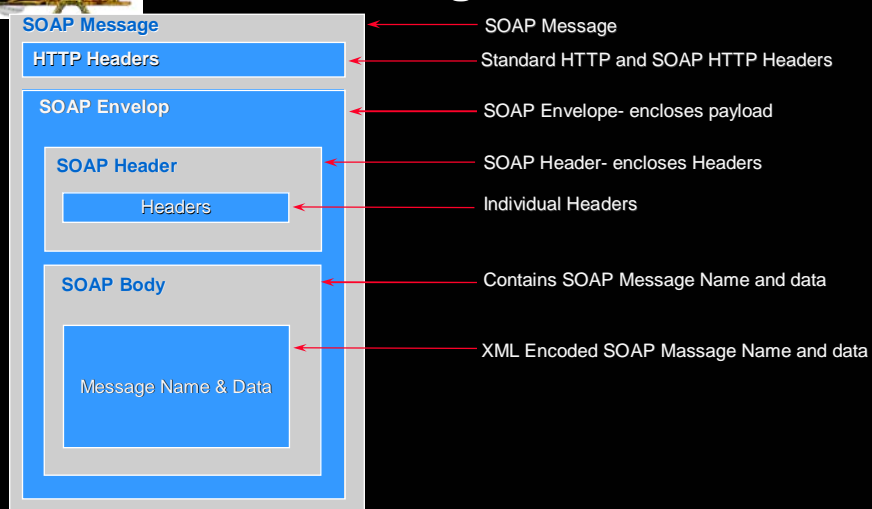 SOAP Message
SOAP Message
HTTP Headers
Standard HTTP and SOAP HTTP Headers
SOAP Envelop
SOAP Envelope- encloses payload
SOAP Header
SOAP Header- encloses Headers
Headers
Individual Headers
SOAP Body
Contains SOAP Message Name and data
XML Encoded SOAP Massage Name and data
Message Name & Data